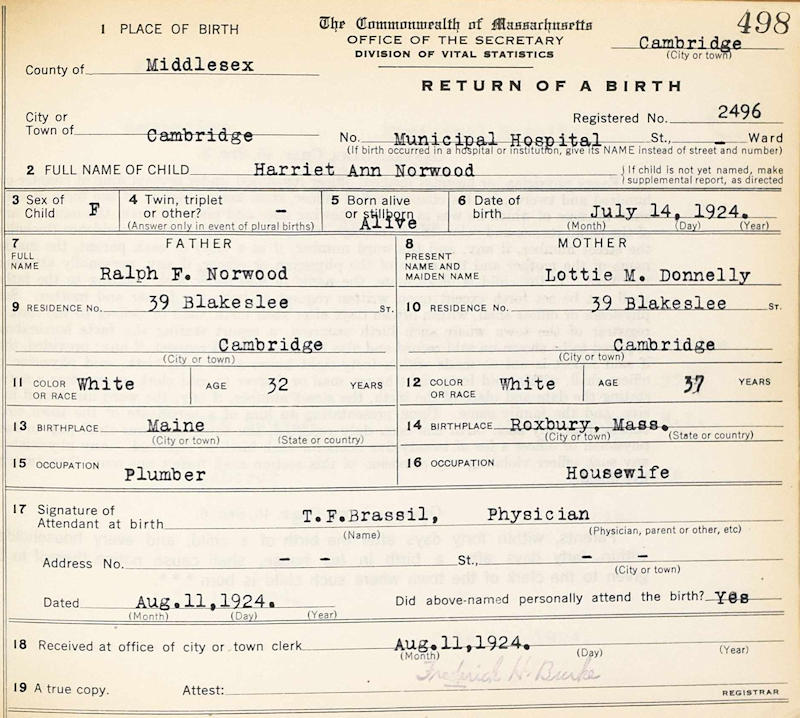 498
1 PLACE OF BIRTH
The Commonwealth of Massachusetts
OFFICE OF THE SECRETARY
DIVISION OF VITAL STATISTICS
Cambridge
(City or town)
County of Middlesex
RETURN OF A BIRTH
Registered No. 2496
City or
Town of Cambridge
No. Municipal Hospital St., – Ward
(If birth occurred in a hospital or institution, give its NAME instead of street and number)
2 FULL NAME OF CHILD Harriet Ann Norwood
If child is not yet named, make
supplemental report, as directed
3 Sex of
Child F
4 Twin, triplet
or other? –
(Answer only in event of plural births)
5 Born alive
or stillborn
Alive
6 Date of
birth July 14, 1924.
(Month) (Day) (Year)
7 FATHER
FULL
NAME
Ralph F. Norwood
8 MOTHER
PRESENT
NAME AND
MAIDEN NAME
Lottie M. Donnelly
9 RESIDENCE No. 39 Blakeslee ST.
Cambridge
(City or town)
10 RESIDENCE No. 39 Blakeslee ST.
Cambridge
(City or town)
11 COLOR
OR RACE White AGE 32 YEARS
12 COLOR
OR RACE White AGE 37 YEARS
13 BIRTHPLACE Maine
(City or town) (State or country)
14 BIRTHPLACE Roxbury, Mass.
(City or town) (State or country)
15 OCCUPATION
Plumber
16 OCCUPATION
Housewife
17 Signature of
Attendant at birth T.F.Brassil, Physician
(Name) (Physician, parent or other, etc)
Address No. – – St., – –
(City or town)
Dated Aug.11,1924.
(Month) (Day) (Year)
Did above-named personally attend the birth? Yes
18 Received at office of city or town clerk Aug.11,1924.
(Month) (Day) (Year)
Frederick H. Burke
19 A true copy. Attest: REGISTRAR